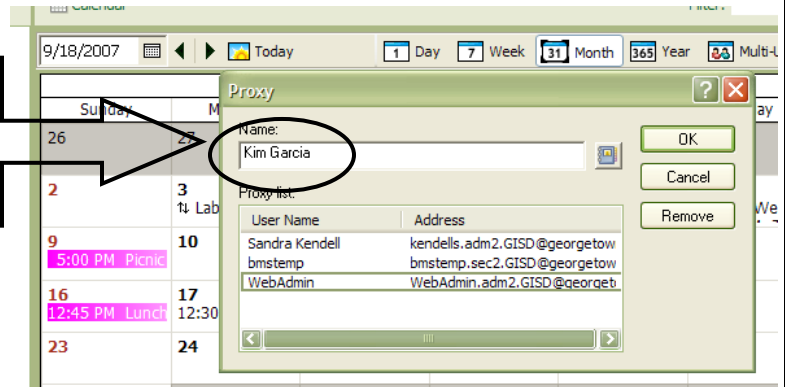 Calendar
9/18/2007 Today 1 Day 7 Week 31 Month 365 Year Multi-
Proxy
Sunday M ay
Name:
26 27
Kim Garcia
OK
Cancel
Remove
2 3
Lab We
Proxy list:
User Name Address
Sandra Kendell kendells.adm2.GISD@georgetow
bmstemp bmstemp.sec2.GISD@georgetow
WebAdmin WebAdmin.adm2.GISD@georget
9 10
5:00 PM Picnic
16 17
12:45 PM Lunch 12:30
23 24